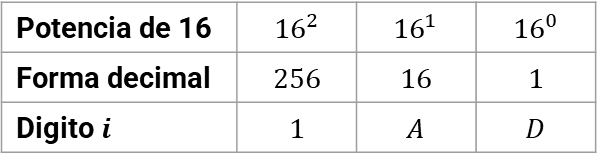 Potencia de 16 16² 16¹ 16⁰
Forma decimal 256 16 1
Digito i 1 A D